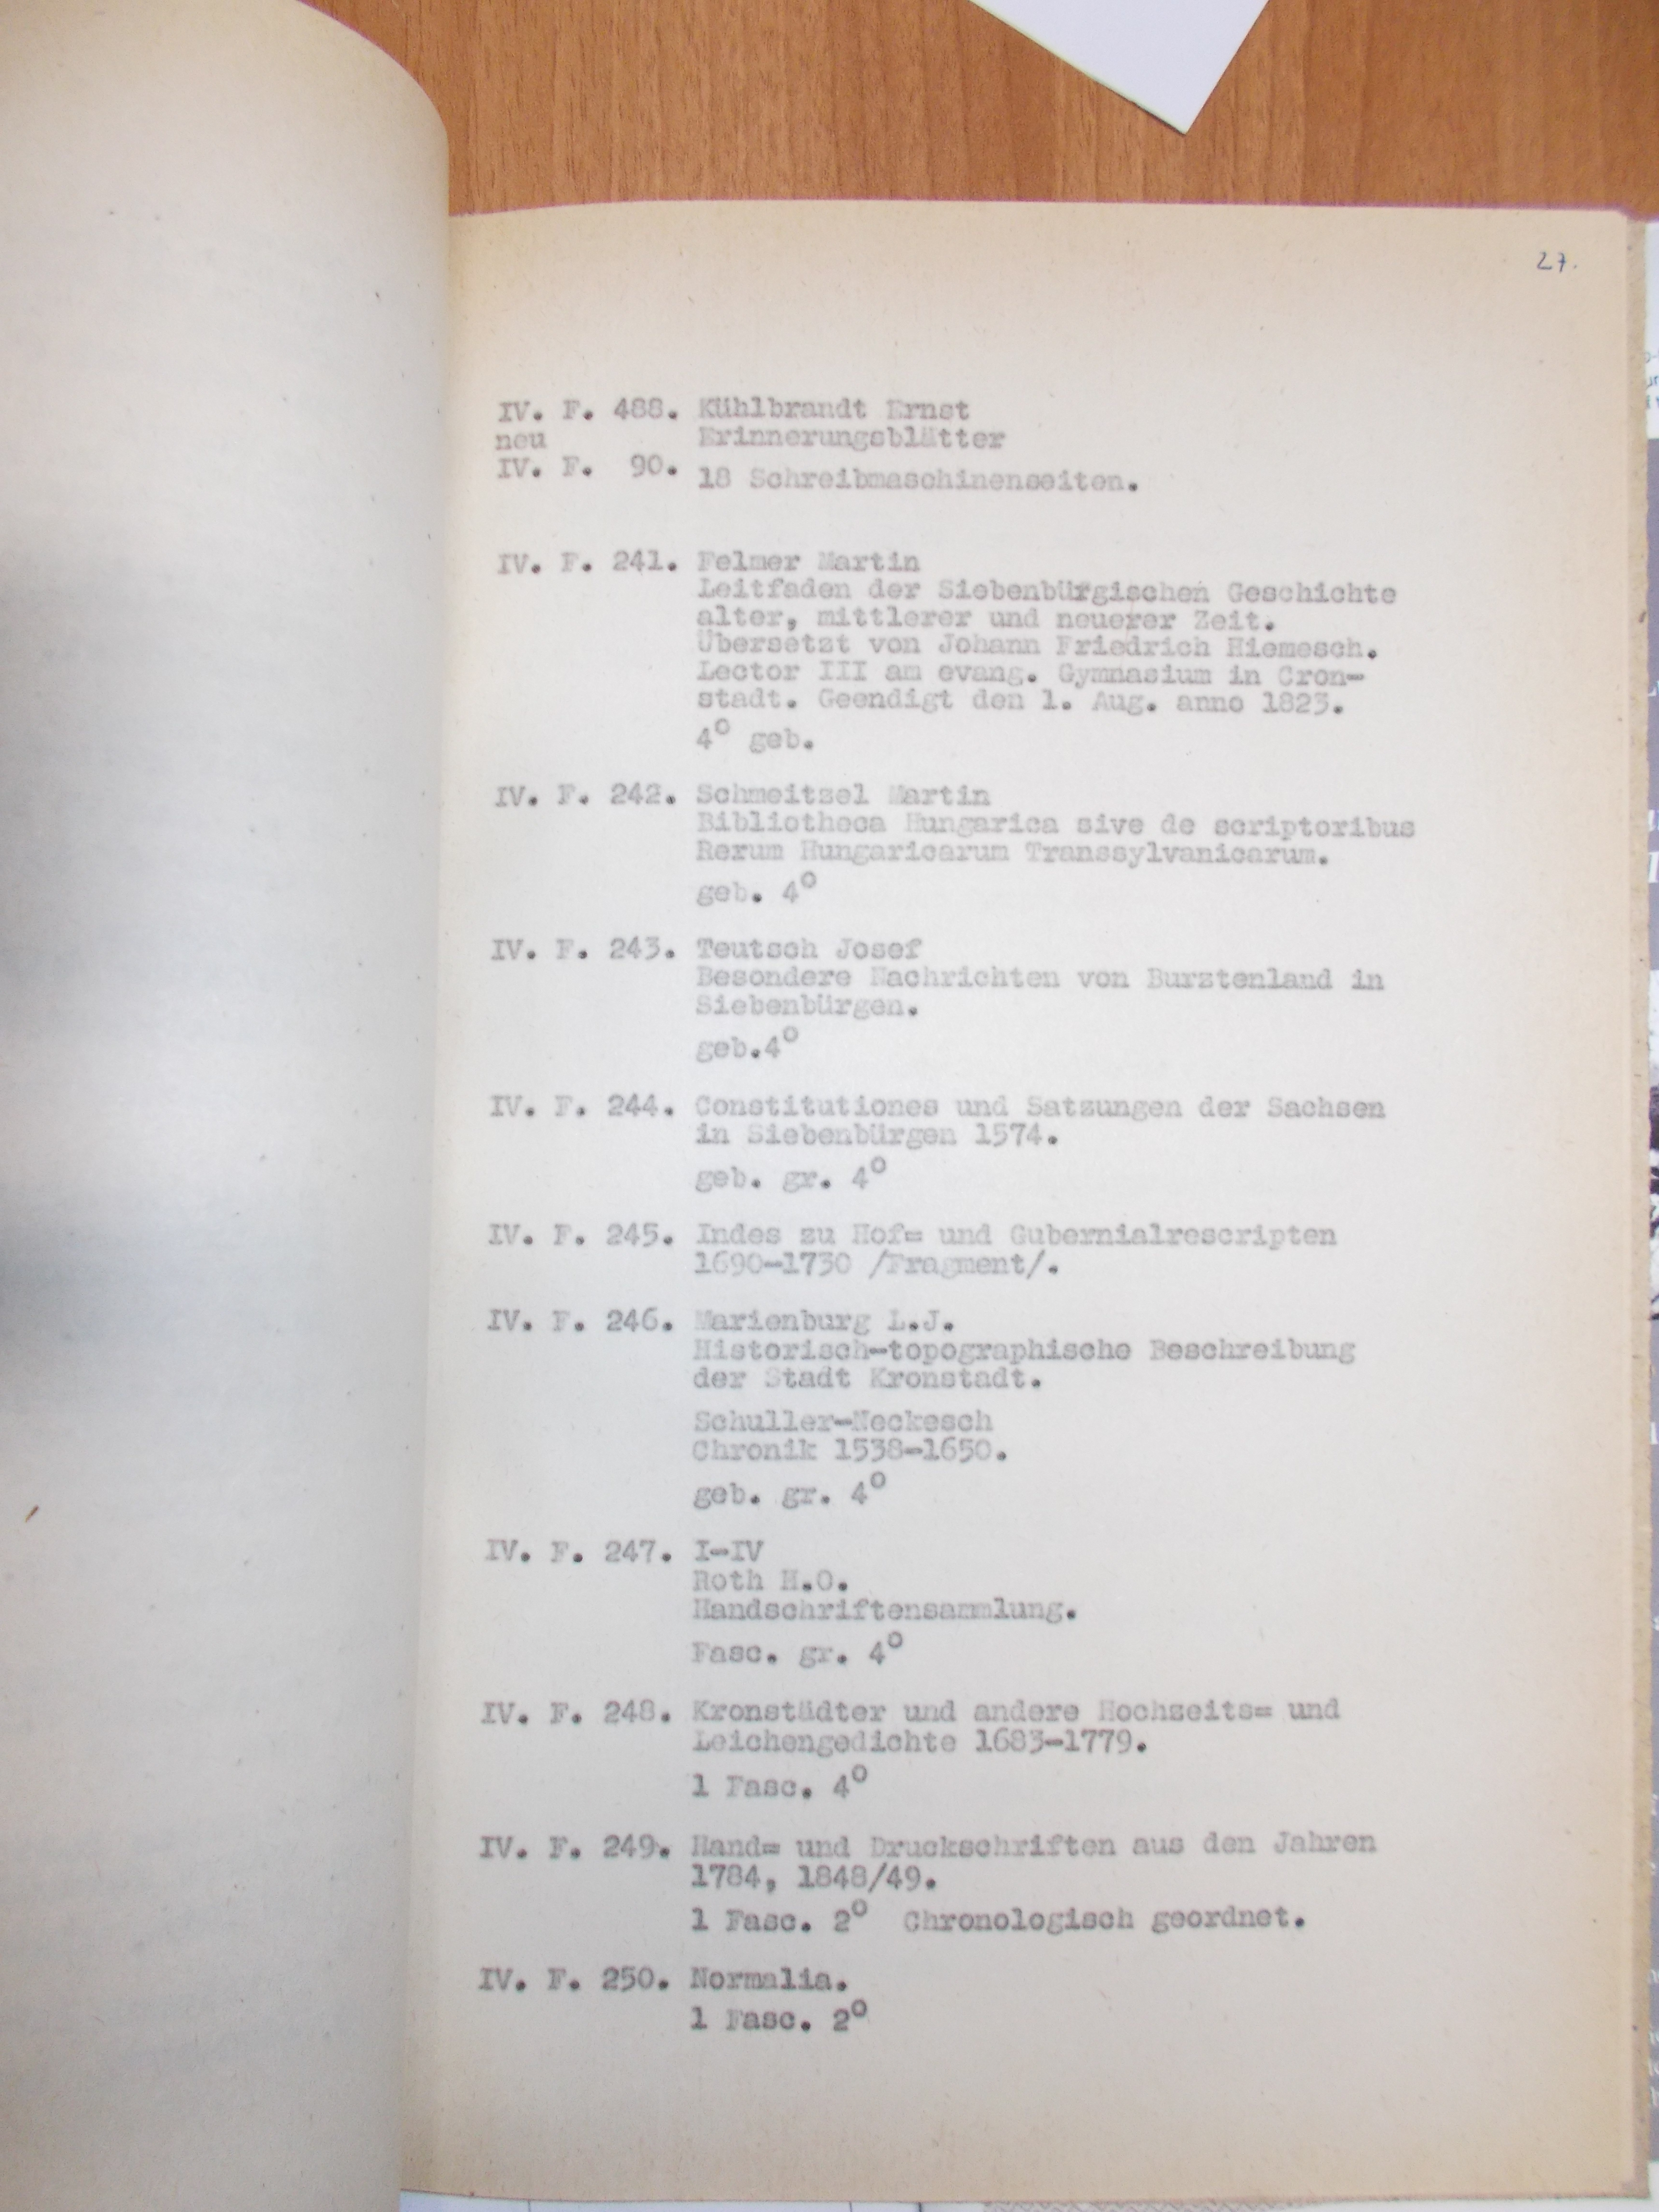 27.
IV. F. 488. Kühlbrandt Ernst
neu Erinnerungsblätter
IV. F. 90. 18 Schreibmaschinenseiten.
IV. F. 241. Felmer Martin
Leitfaden der Siebenbürgischen Geschichte
alter, mittlerer und neuerer Zeit.
Übersetzt von Johann Friedrich Hiemesch.
Lector III am evang. Gymnasium in Cron-
stadt. Geendigt den 1. Aug. anno 1823.
4° geb.
IV. F. 242. Schmeitzel Martin
Bibliotheca Hungarica sive de scriptoribus
Rerum Hungaricarum Transsylvanicarum.
geb. 4°
IV. F. 243. Teutsch Josef
Besondere Nachrichten von Burztenland in
Siebenbürgen.
geb.4°
IV. F. 244. Constitutiones und Satzungen der Sachsen
in Siebenbürgen 1574.
geb. gr. 4°
IV. F. 245. Indes zu Hof= und Gubernialrescripten
1690-1730 /Fragment/.
IV. F. 246. Marienburg L.J.
Historisch-topographische Beschreibung
der Stadt Kronstadt.
Schuller-Meckesch
Chronik 1538-1650.
geb. gr. 4°
IV. F. 247. I-IV
Roth H.O.
Handschriftensammlung.
Fasc. gr. 4°
IV. F. 248. Kronstädter und andere Hochzeits= und
Leichengedichte 1683-1779.
1 Fasc. 4°
IV. F. 249. Hand= und Druckschriften aus den Jahren
1784, 1848/49.
1 Fasc. 2° Chronologisch geordnet.
IV. F. 250. Normalia.
1 Fasc. 2°